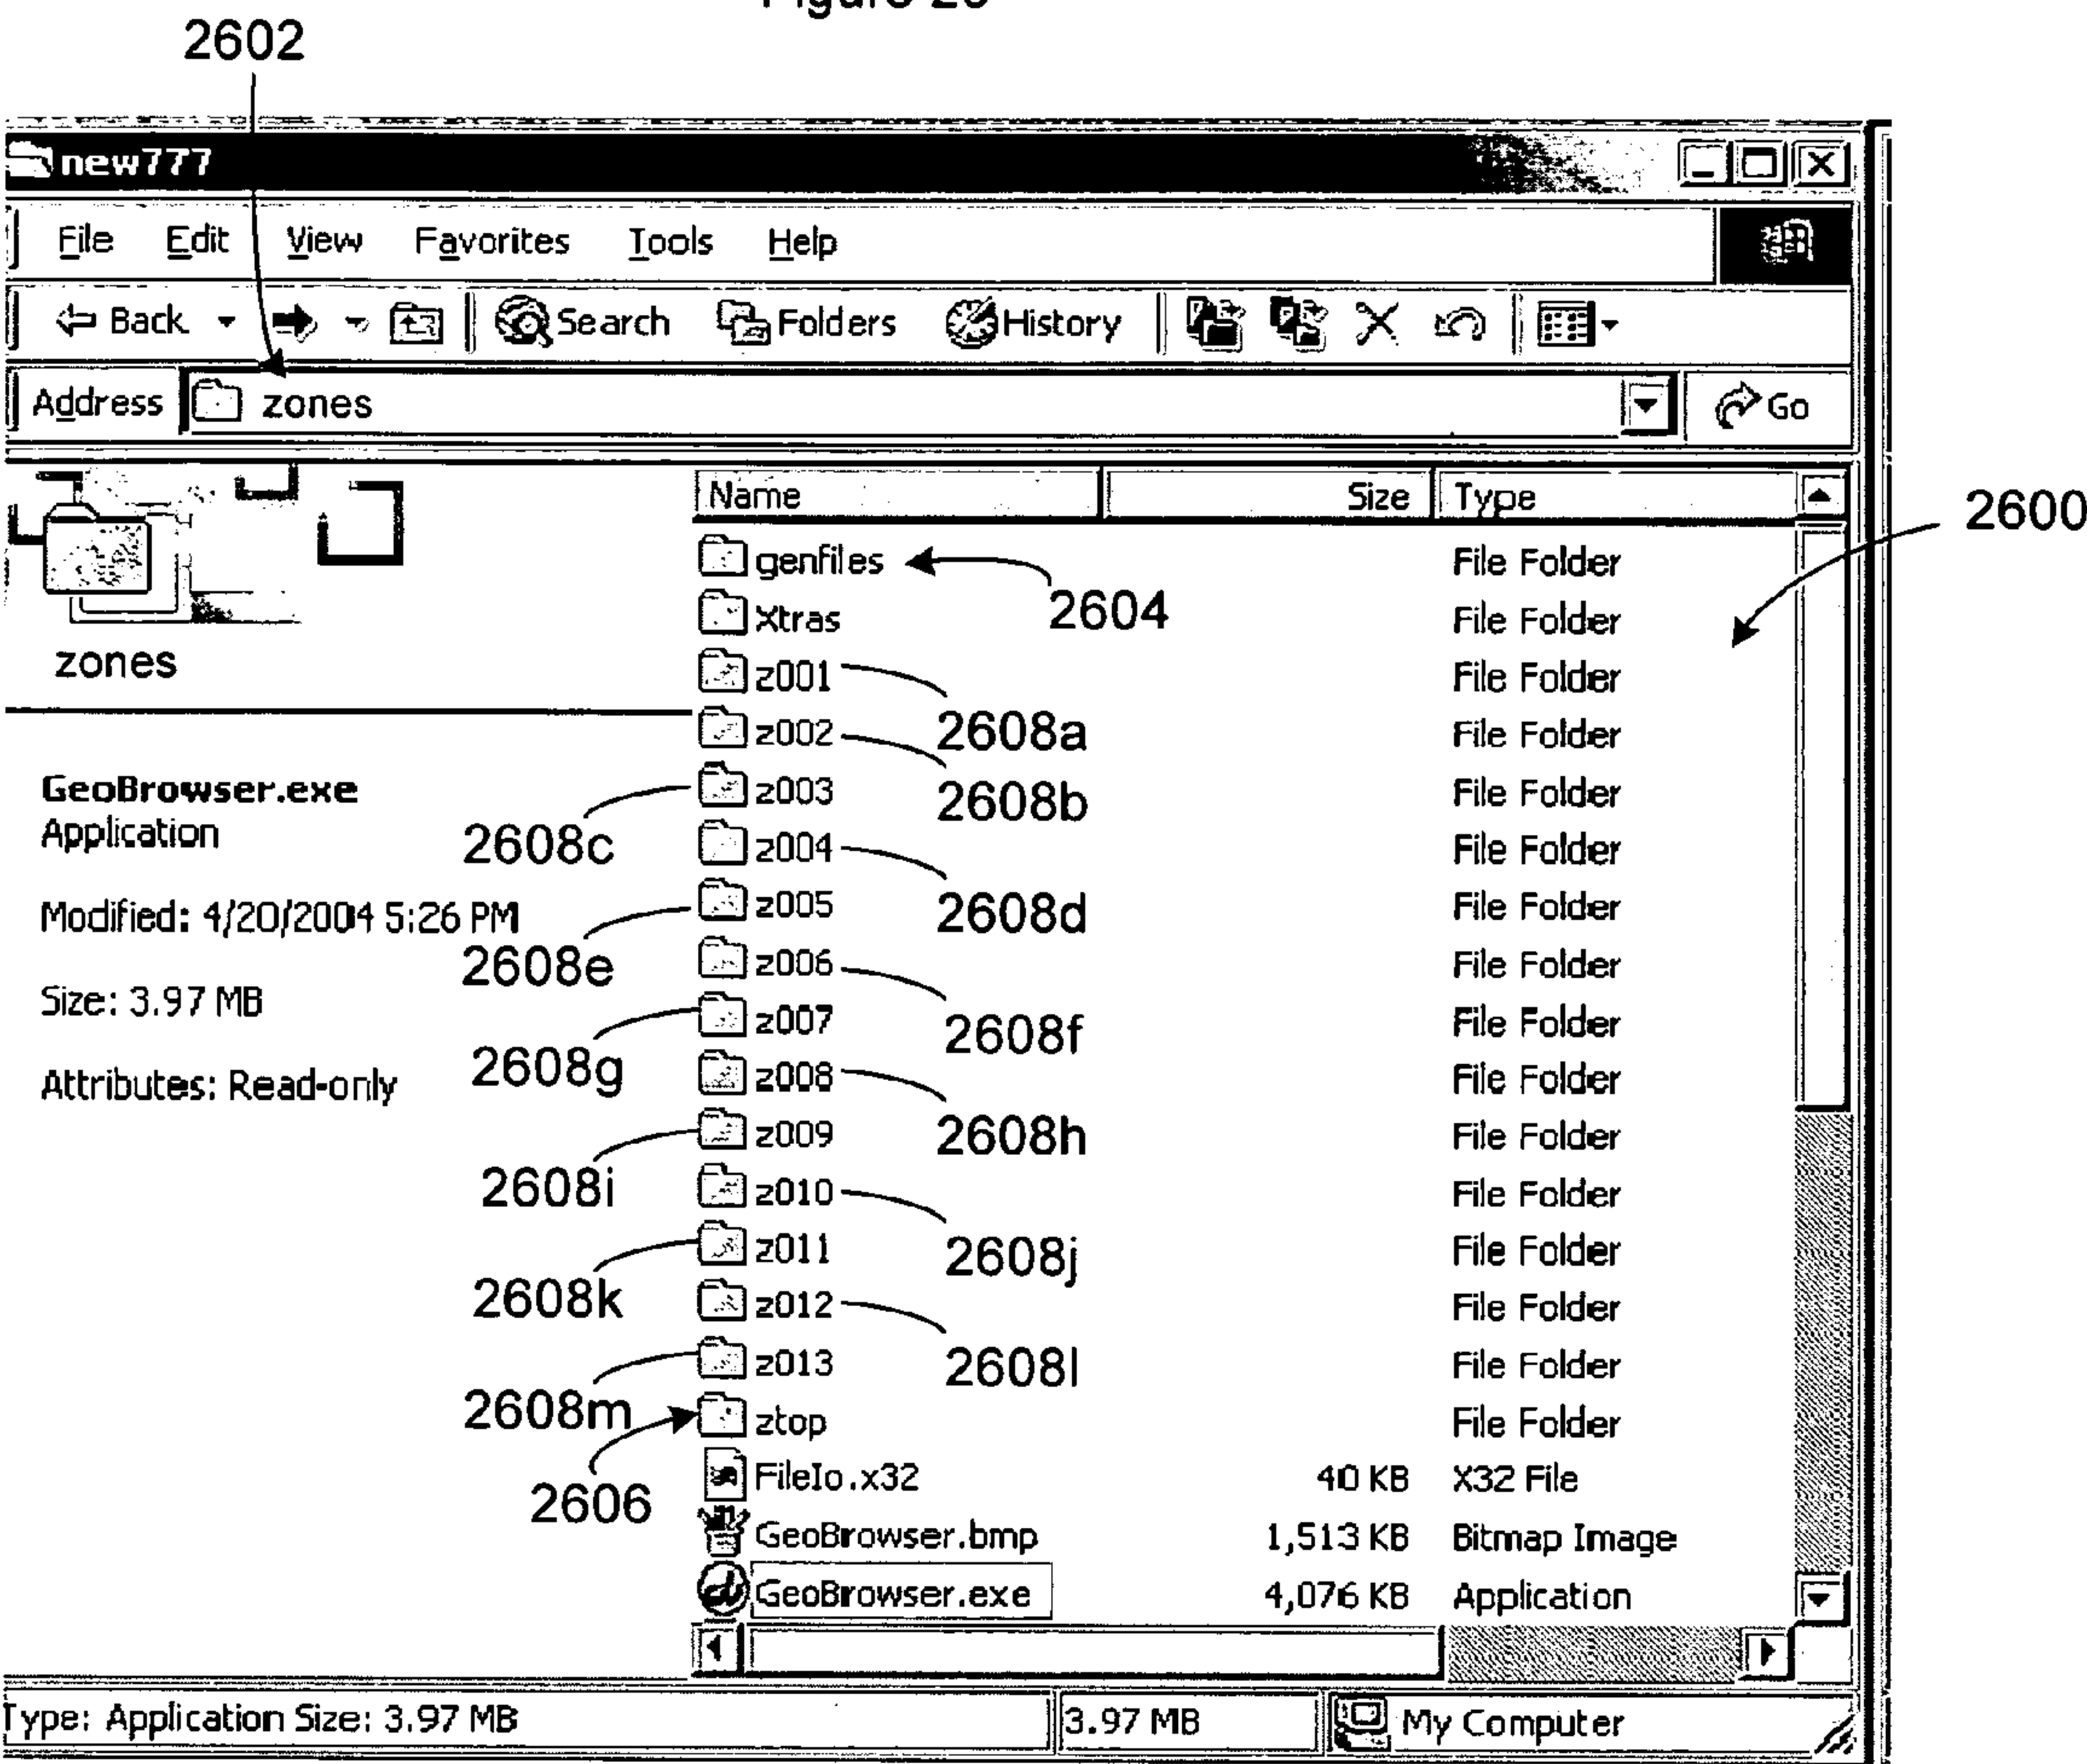 2602
new777
File Edit View Favorites Tools Help
Back Search Folders History
Address zones Go
Name Size Type
2600
genfiles File Folder
2604
Xtras File Folder
zones
z001 File Folder
2608a
z002 File Folder
2608b
GeoBrowser.exe
Application
z003 File Folder
2608c
z004 File Folder
2608d
Modified: 4/20/2004 5:26 PM
z005 File Folder
2608e
z006 File Folder
2608f
Size: 3.97 MB
z007 File Folder
2608g
z008 File Folder
2608h
Attributes: Read-only
z009 File Folder
2608i
z010 File Folder
2608j
z011 File Folder
2608k
z012 File Folder
2608l
z013 File Folder
2608m
ztop File Folder
2606
FileIo.x32 40 KB X32 File
GeoBrowser.bmp 1,513 KB Bitmap Image
GeoBrowser.exe 4,076 KB Application
Type: Application Size: 3.97 MB 3.97 MB My Computer